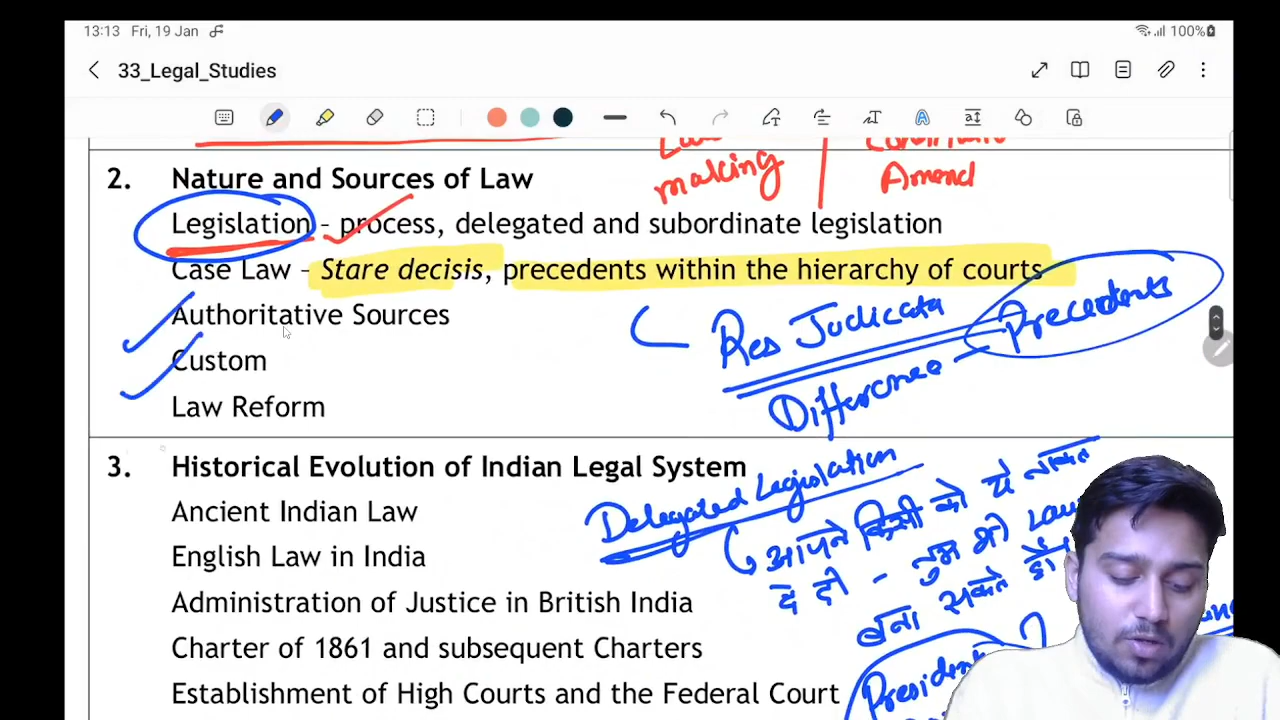 13:13 Fri, 19 Jan
100%
33_Legal_Studies
making
Amend
2. Nature and Sources of Law
Legislation – process, delegated and subordinate legislation
Case Law – Stare decisis, precedents within the hierarchy of courts
Authoritative Sources
Res Judicata
Precedents
Custom
Difference
Law Reform
3. Historical Evolution of Indian Legal System
Delegated Legislation
Ancient Indian Law
आपने किसी को ये
English Law in India
दे दी - तुम भी Law
Administration of Justice in British India
बना सकते हो
Charter of 1861 and subsequent Charters
President
Establishment of High Courts and the Federal Court